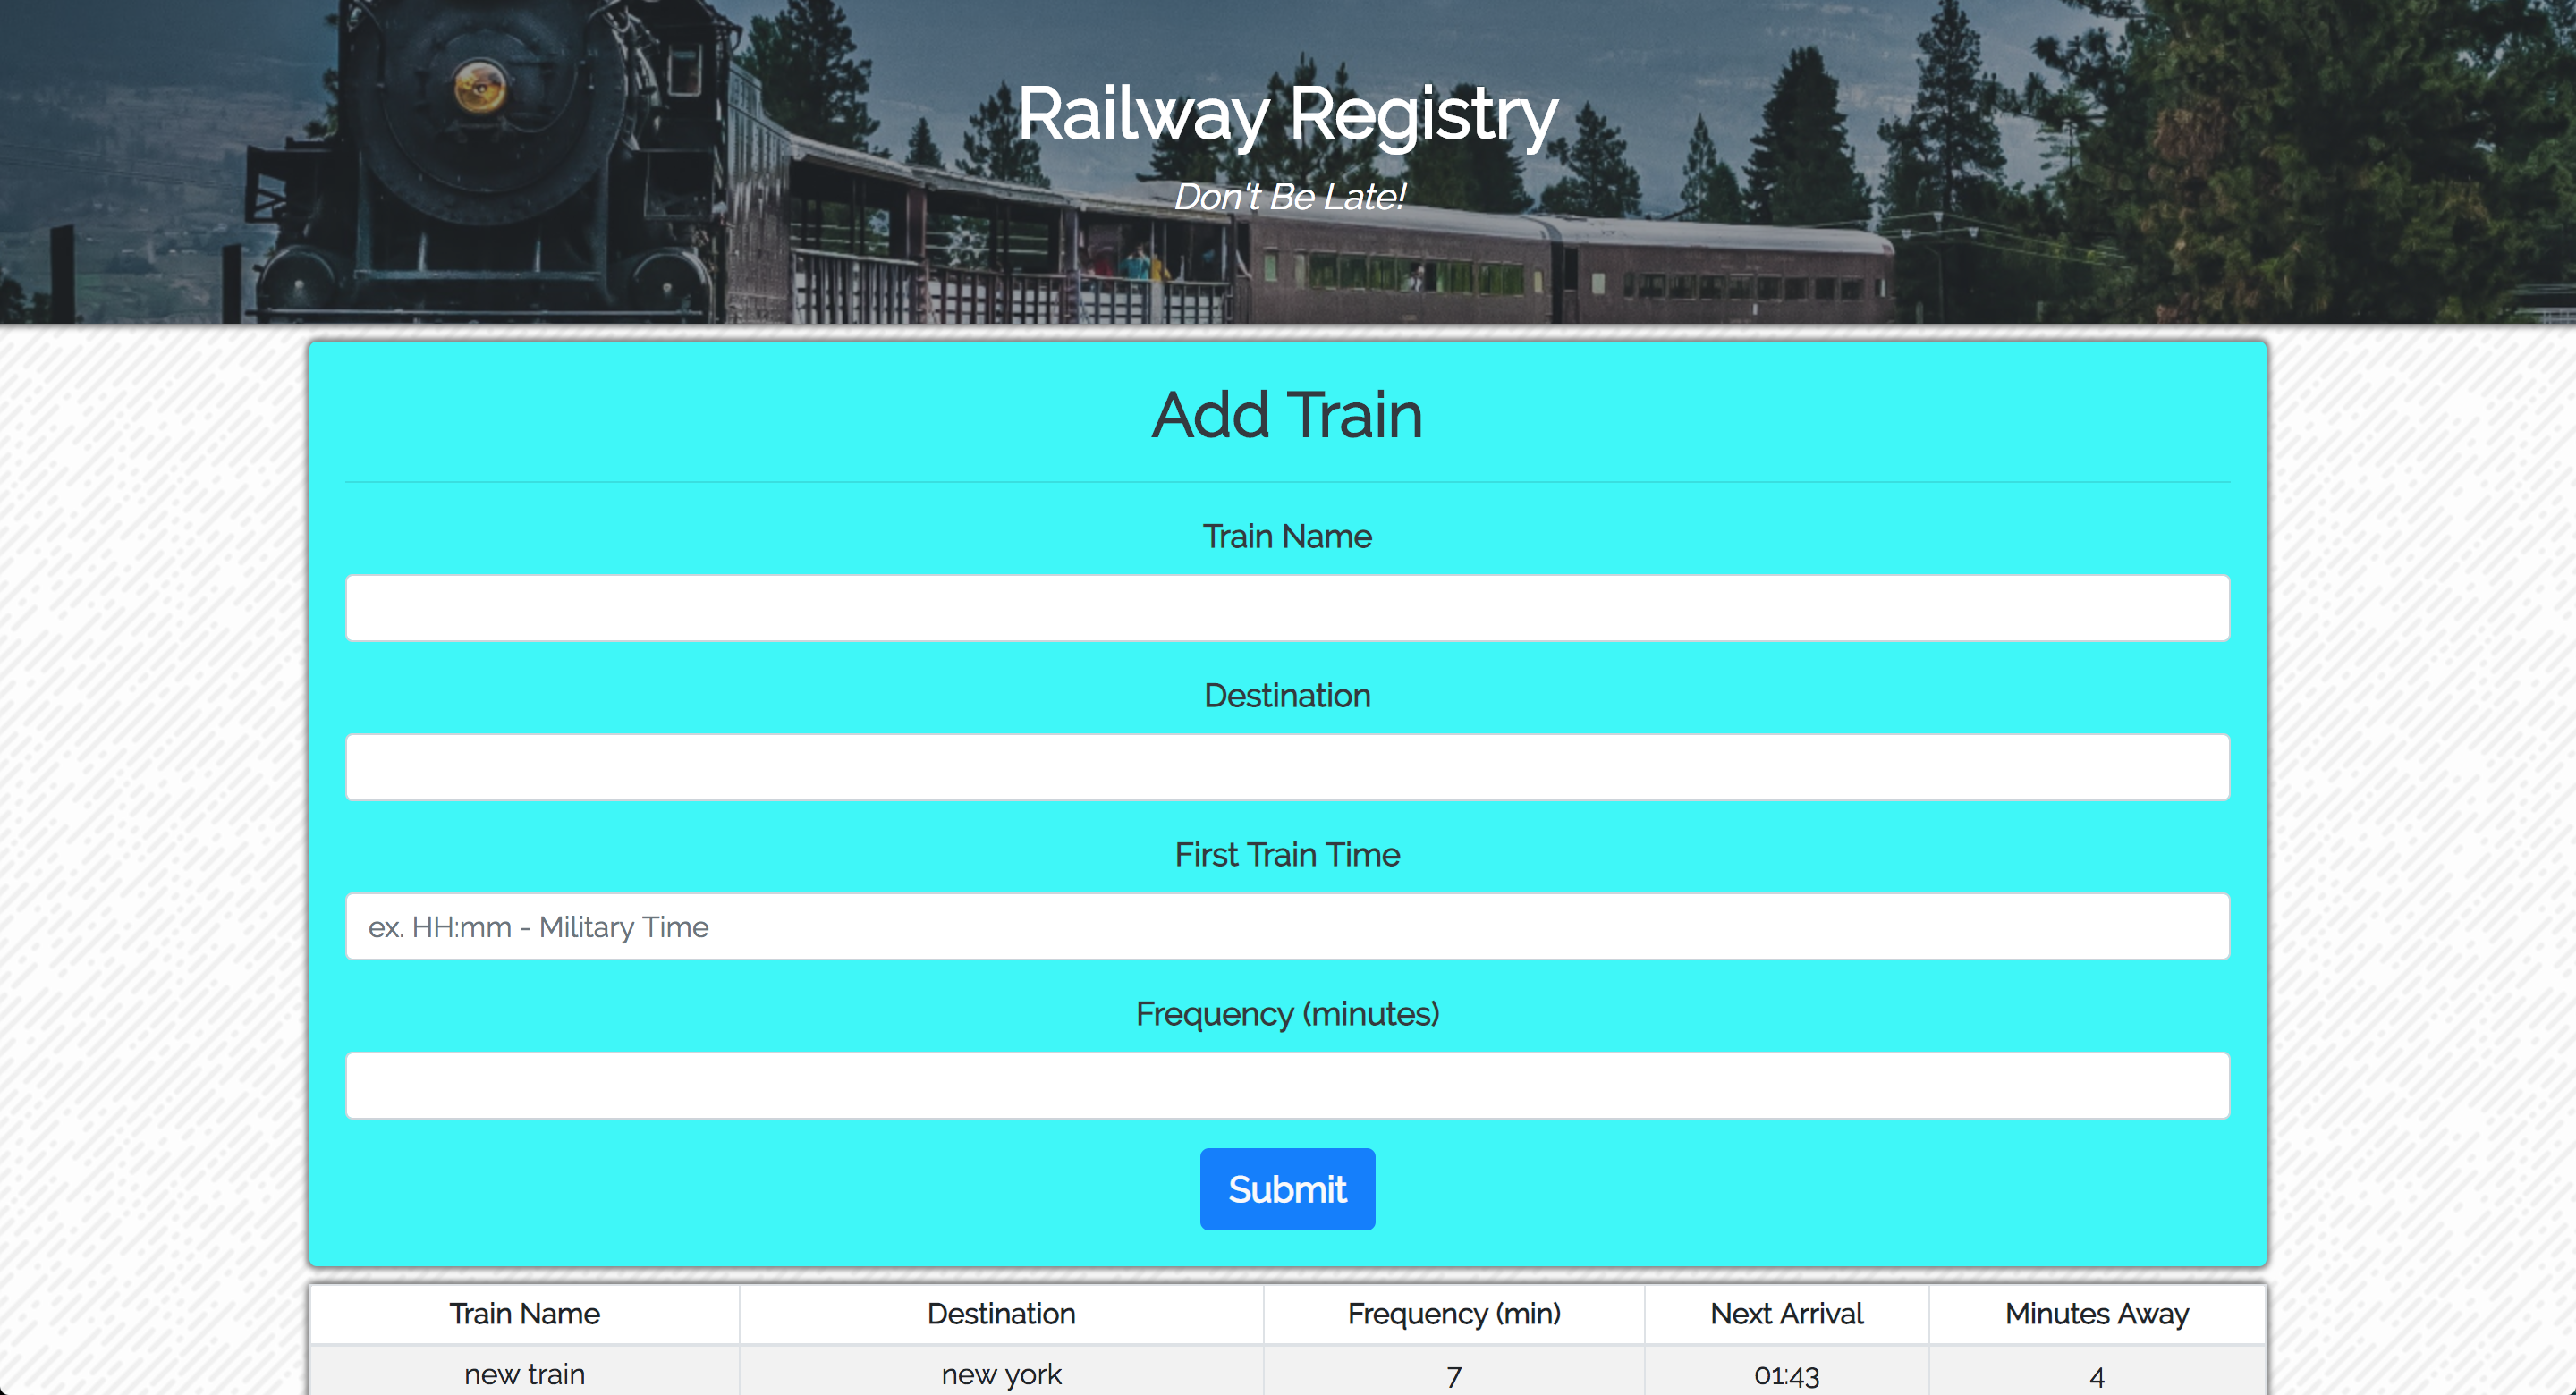 Railway Registry
Don't Be Late!
Add Train
Train Name
Destination
First Train Time
ex. HH:mm - Military Time
Frequency (minutes)
Submit
Train Name Destination Frequency (min) Next Arrival Minutes Away
new train new york 7 01:43 4